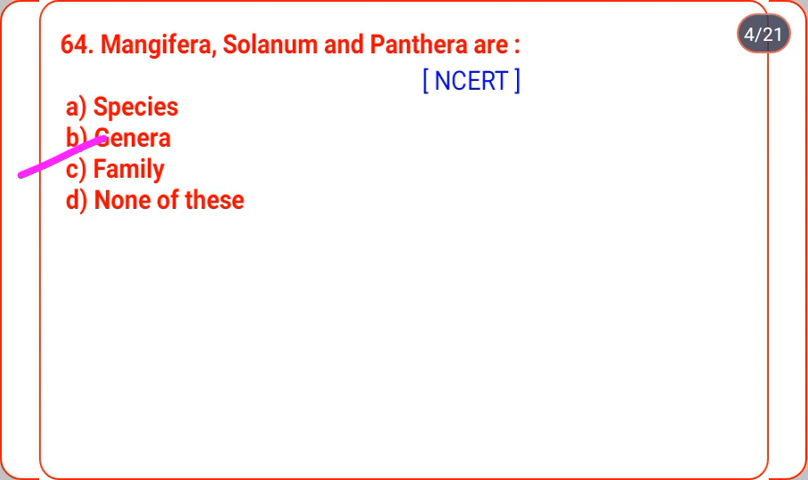 4/21
64. Mangifera, Solanum and Panthera are :
[ NCERT ]
a) Species
b) Genera
c) Family
d) None of these